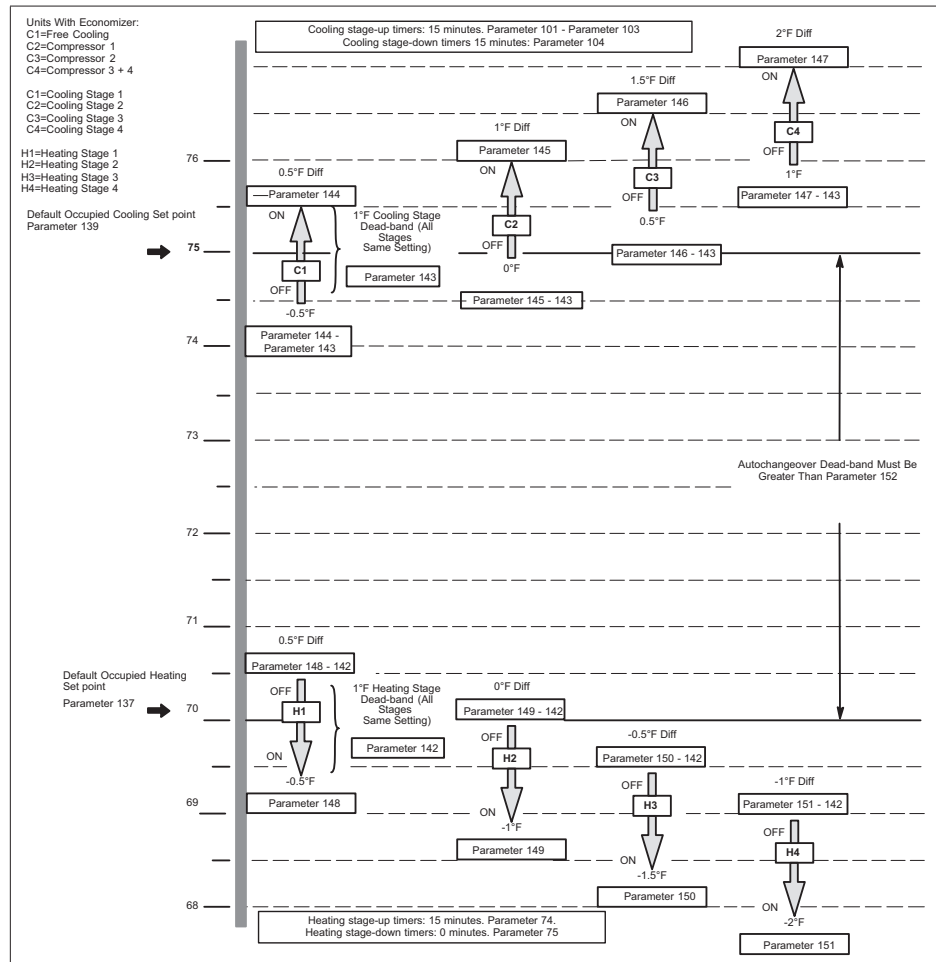 Units With Economizer:
C1=Free Cooling
C2=Compressor 1
C3=Compressor 2
C4=Compressor 3 + 4
C1=Cooling Stage 1
C2=Cooling Stage 2
C3=Cooling Stage 3
C4=Cooling Stage 4
H1=Heating Stage 1
H2=Heating Stage 2
H3=Heating Stage 3
H4=Heating Stage 4
Default Occupied Cooling Set point
Parameter 139
Cooling stage-up timers: 15 minutes. Parameter 101 - Parameter 103
Cooling stage-down timers 15 minutes: Parameter 104
2°F Diff
Parameter 147
ON
C4
OFF
1°F
Parameter 147 - 143
1.5°F Diff
Parameter 146
ON
C3
OFF
0.5°F
Parameter 146 - 143
1°F Diff
Parameter 145
ON
C2
OFF
0°F
Parameter 145 - 143
0.5°F Diff
Parameter 144
ON
C1
OFF
-0.5°F
Parameter 144 -
Parameter 143
1°F Cooling Stage
Dead-band (All
Stages
Same Setting)
Parameter 143
76
75
74
73
72
71
70
69
68
Autochangeover Dead-band Must Be
Greater Than Parameter 152
Default Occupied Heating
Set point
Parameter 137
0.5°F Diff
Parameter 148 - 142
OFF
H1
ON
-0.5°F
Parameter 148
1°F Heating Stage
Dead-band (All
Stages
Same Setting)
Parameter 142
0°F Diff
Parameter 149 - 142
OFF
H2
ON
-1°F
Parameter 149
-0.5°F Diff
Parameter 150 - 142
OFF
H3
ON
-1.5°F
Parameter 150
-1°F Diff
Parameter 151 - 142
OFF
H4
ON
-2°F
Parameter 151
Heating stage-up timers: 15 minutes. Parameter 74.
Heating stage-down timers: 0 minutes. Parameter 75